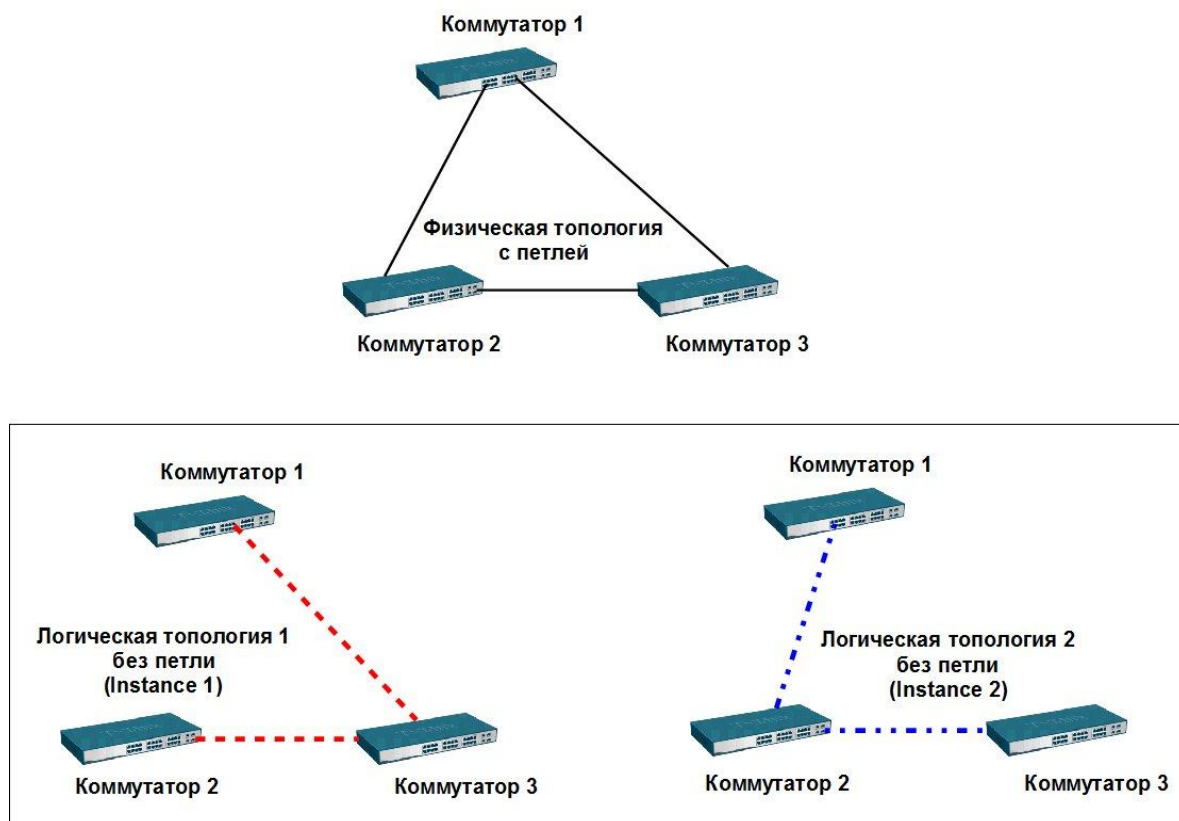 Коммутатор 1
Физическая топология
с петлей
Коммутатор 2
Коммутатор 3
Коммутатор 1
Логическая топология 1
без петли
(Instance 1)
Коммутатор 2
Коммутатор 3
Коммутатор 1
Логическая топология 2
без петли
(Instance 2)
Коммутатор 2
Коммутатор 3